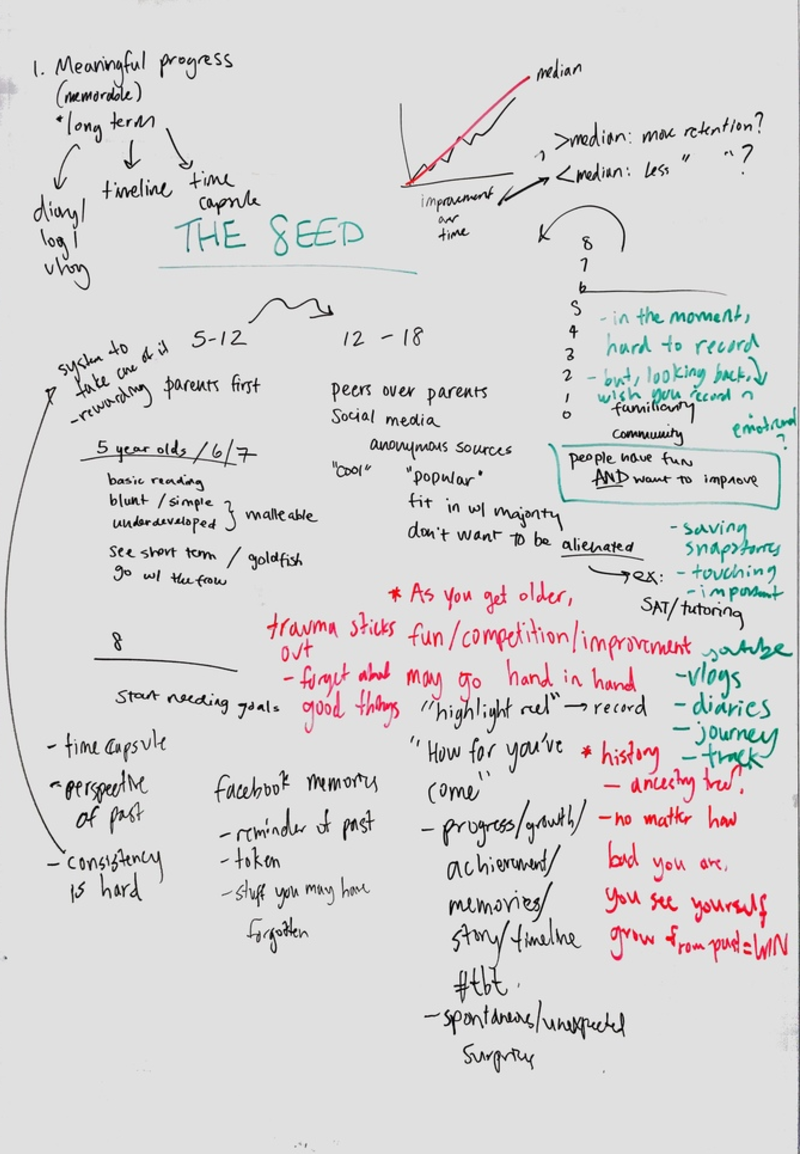 1. Meaningful progress
(memorable)
*long term
diary/
log/
vlog
timeline
time
capsule
median
improvement
over
time
>median: more retention?
<median: less " "?
THE SEED
8
7
6
5
4
3
2
1
0
- in the moment,
hard to record
- but, looking back,
wish you record
familiarity
community
emotional
?
people have fun
AND want to improve
- saving
snapstories
- touching
- important
youtube
- vlogs
- diaries
- journey
- track
5-12
12 - 18
system to
take care of it
- rewarding
parents first
5 year olds/6/7
basic reading
blunt/simple
underdeveloped
malleable
see short term / goldfish
go w/ the flow
peers over parents
Social media
anonymous sources
"cool" "popular"
fit in w/ majority
don't want to be alienated
ex:
SAT/tutoring
8
Start needing goals
* As you get older,
fun/competition/improvement
may go hand in hand
trauma sticks
out
- forget about
good things
"highlight reel" → record
"How far you've
come"
- progress/growth/
achievement/
memories/
story/timeline
#tbt
- spontaneous/unexpected
surprises
* history
- ancestry tree?
- no matter how
bad you are,
you see yourself
grow from past = WIN
- time capsule
- perspective
of past
- consistency
is hard
facebook memories
- reminder of past
- token
- stuff you may have
forgotten